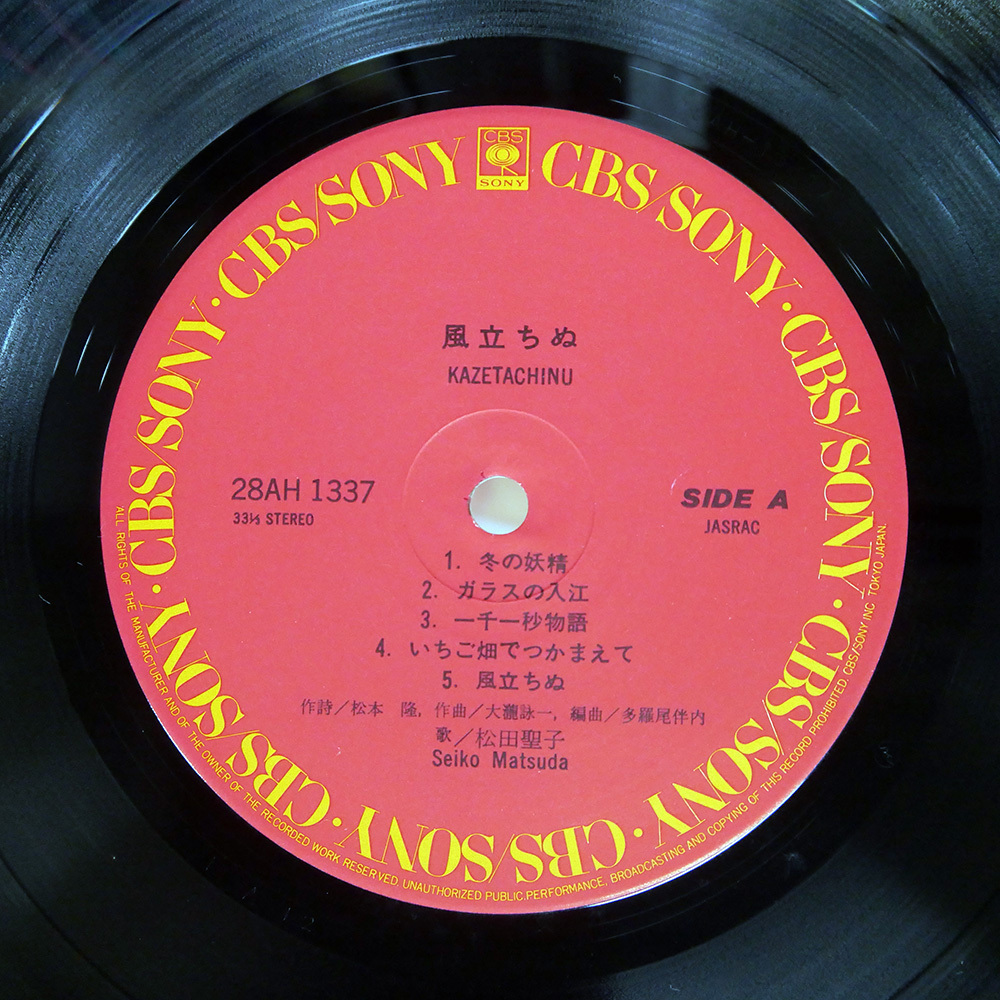 CBS
SONY
CBS/SONY · CBS/SONY · CBS/SONY · CBS/SONY · CBS/SONY · CBS/SONY · CBS/SONY · CBS/SONY · CBS/SONY
風立ちぬ
KAZETACHINU
28AH 1337
33⅓ STEREO
SIDE A
JASRAC
1. 冬の妖精
2. ガラスの入江
3. 一千一秒物語
4. いちご畑でつかまえて
5. 風立ちぬ
作詩／松本 隆, 作曲／大瀧詠一, 編曲／多羅尾伴内
歌／松田聖子
Seiko Matsuda
ALL RIGHTS OF THE MANUFACTURER AND OF THE OWNER OF THE RECORDED WORK RESERVED. UNAUTHORIZED PUBLIC PERFORMANCE, BROADCASTING AND COPYING OF THIS RECORD PROHIBITED. CBS/SONY INC. TOKYO JAPAN.